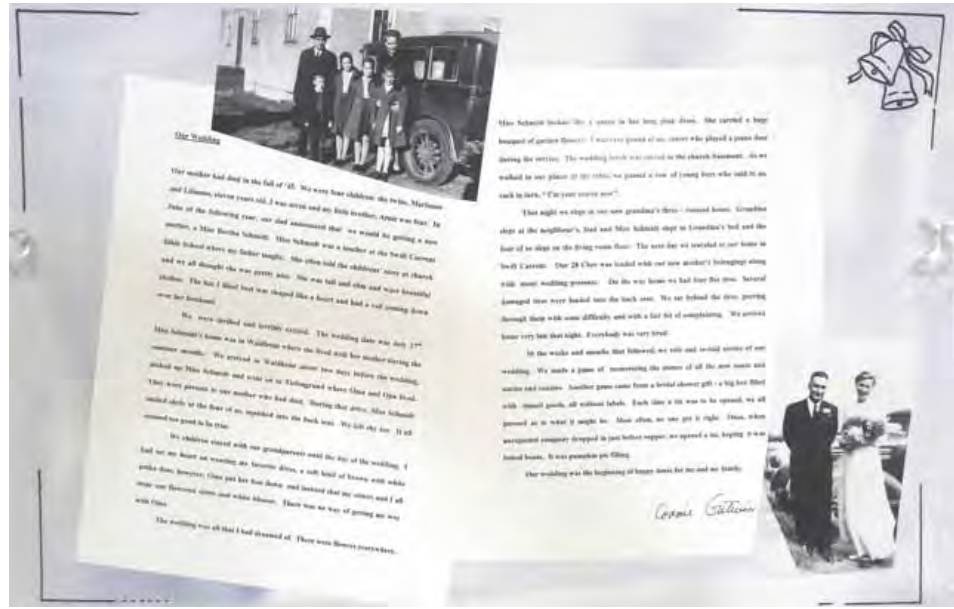 Our Wedding
Our mother had died in the fall of '45. We were four children: the twins, Marlianne
and Lillianne, eleven years old, I was seven and my little brother, Arnie was four. In
June of the following year, our dad announced that we would be getting a new
mother, a Miss Bertha Schmidt. Miss Schmidt was a teacher at the Swift Current
Bible School where my father taught. She often told the childrens' story at church
and we all thought she was pretty nice. She was tall and slim and wore beautiful
clothes. The hat I liked best was shaped like a heart and had a veil coming down
over her forehead.
We were thrilled and terribly excited. The wedding date was July 17th
Miss Schmidt's home was in Waldheim where she lived with her mother during the
summer months. We arrived in Waldheim about two days before the wedding,
picked up Miss Schmidt and went on to where Oma and Opa lived.
They were parents to our mother who had died. During that drive, Miss Schmidt
smiled slyly at the four of us, squished into the back seat. We felt shy too. It all
seemed too good to be true.
We children stayed with our grandparents until the day of the wedding. I
had set my heart on wearing my favorite dress, a soft kind of brown with white
polka dots; however, Oma put her foot down and insisted that my sisters and I all
wear our flowered skirts and white blouses. There was no way of getting my way
with Oma.
The wedding was all that I had dreamed of. There were flowers everywhere.
Miss Schmidt looked like a queen in her long white dress. She carried a huge
bouquet of garden flowers. I was very proud of my sisters who played a piano duet
during the service. The wedding lunch was served in the church basement. As we
walked to our places at the table, we passed a row of young boys who said to us
each in turn, "I'm your cousin now".
That night we slept in our new grandma's three - roomed house. Grandma
slept at the neighbour's, Dad and Miss Schmidt slept in Grandma's bed and the
four of us slept on the living room floor. The next day we traveled to our home in
Swift Current. Our 28 Chev was loaded with our new mother's belongings along
with many wedding presents. On the way home we had four flat tires. Several
damaged tires were loaded into the back seat. We sat behind the tires, peering
through them with some difficulty and with a fair bit of complaining. We arrived
home very late that night. Everybody was very tired.
In the weeks and months that followed, we told and retold stories of our
wedding. We made a game of memorizing the names of all the new aunts and
uncles and cousins. Another game came from a bridal shower gift - a big box filled
with tinned goods, all without labels. Each time a tin was to be opened, we all
guessed as to what it might be. Most often, no one got it right. Once, when
unexpected company dropped in just before supper, we opened a tin, hoping it was
baked beans. It was pumpkin pie filling.
Our wedding was the beginning of happy times for me and my family.
Connie